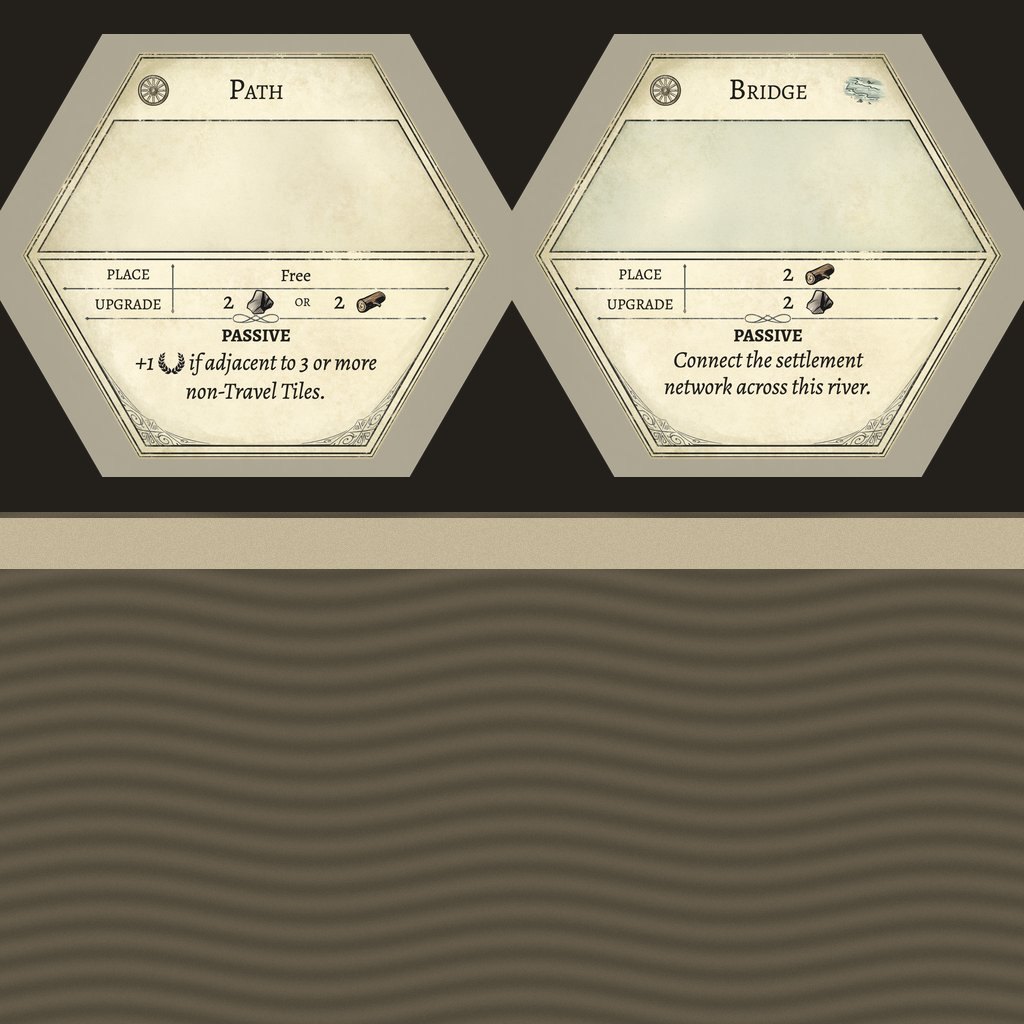 Path
PLACE Free
UPGRADE 2 OR 2
PASSIVE
+1 if adjacent to 3 or more
non-Travel Tiles.
Bridge
PLACE 2
UPGRADE 2
PASSIVE
Connect the settlement
network across this river.